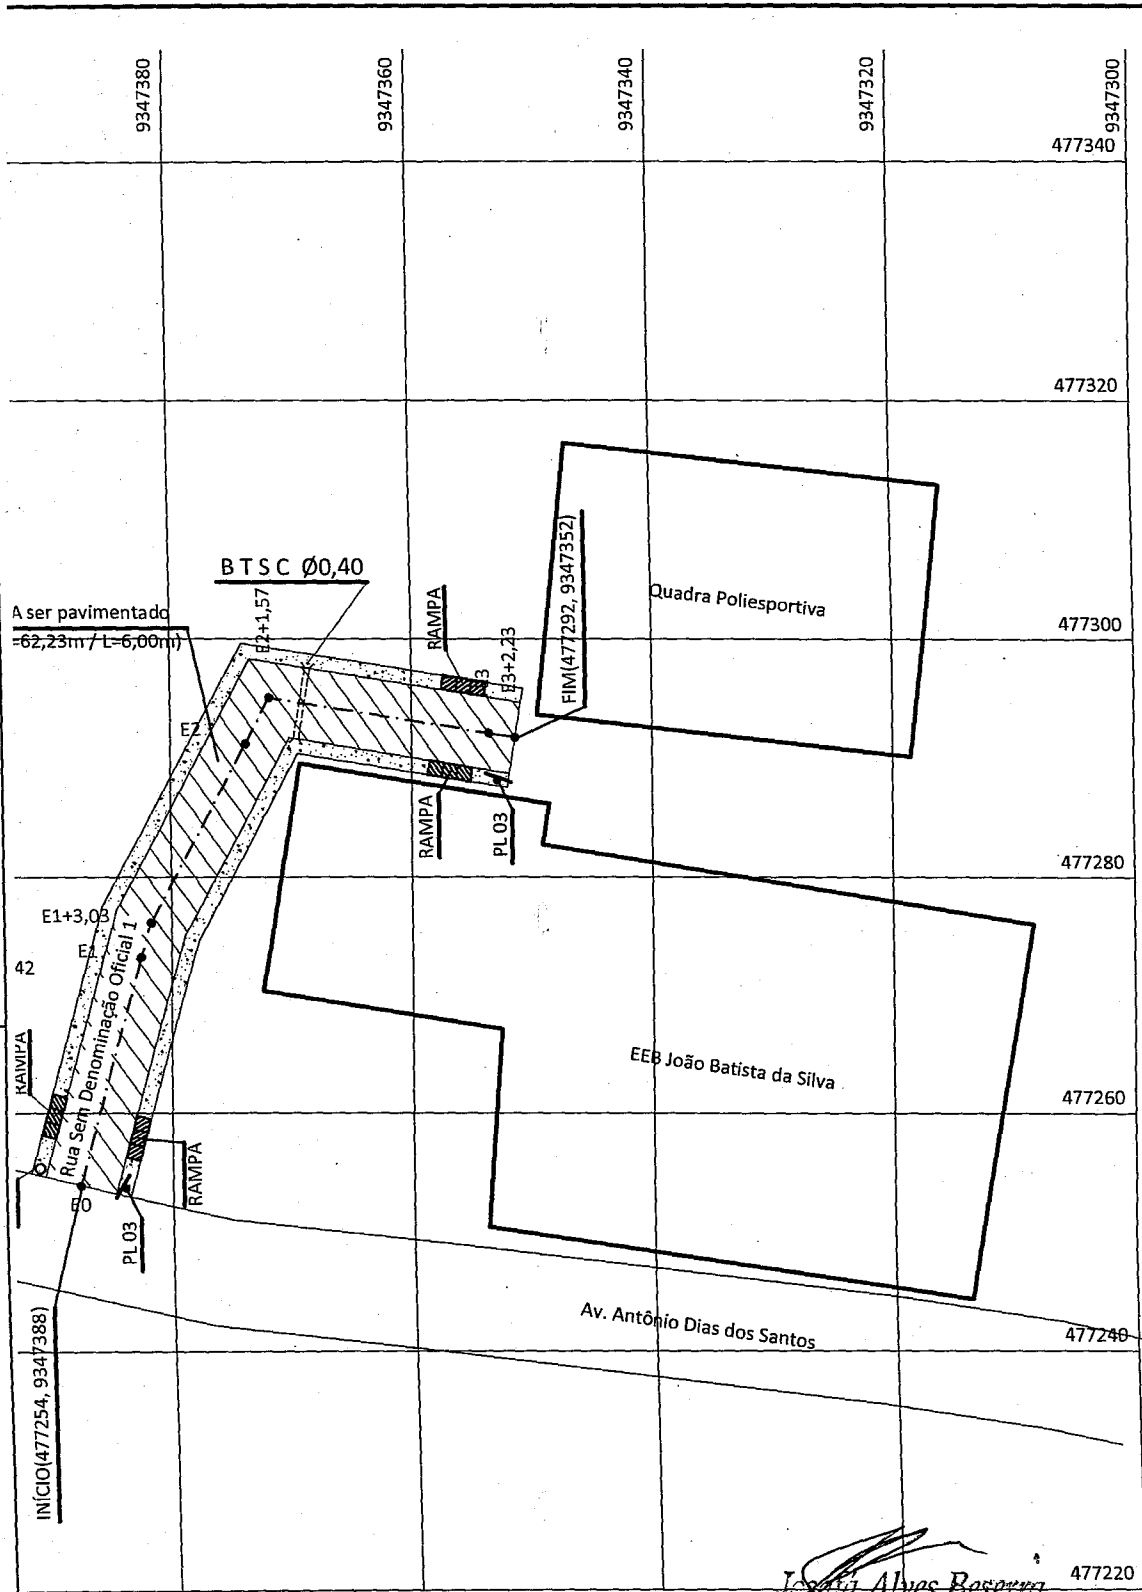 9347380
9347360
9347340
9347320
9347300
477340
477320
BTSC Ø0,40
A ser pavimentado
=62,23m / L=6,00m)
E2+1,57
RAMPA
E3+2,23
FIM(477292, 9347352)
Quadra Poliesportiva
477300
E2
RAMPA
PL 03
477280
E1+3,03
E1
42
Rua Sem Denominação Oficial 1
EEB João Batista da Silva
RAMPA
477260
RAMPA
E0
PL 03
Av. Antônio Dias dos Santos
477240
INÍCIO(477254, 9347388)
Alves
477220